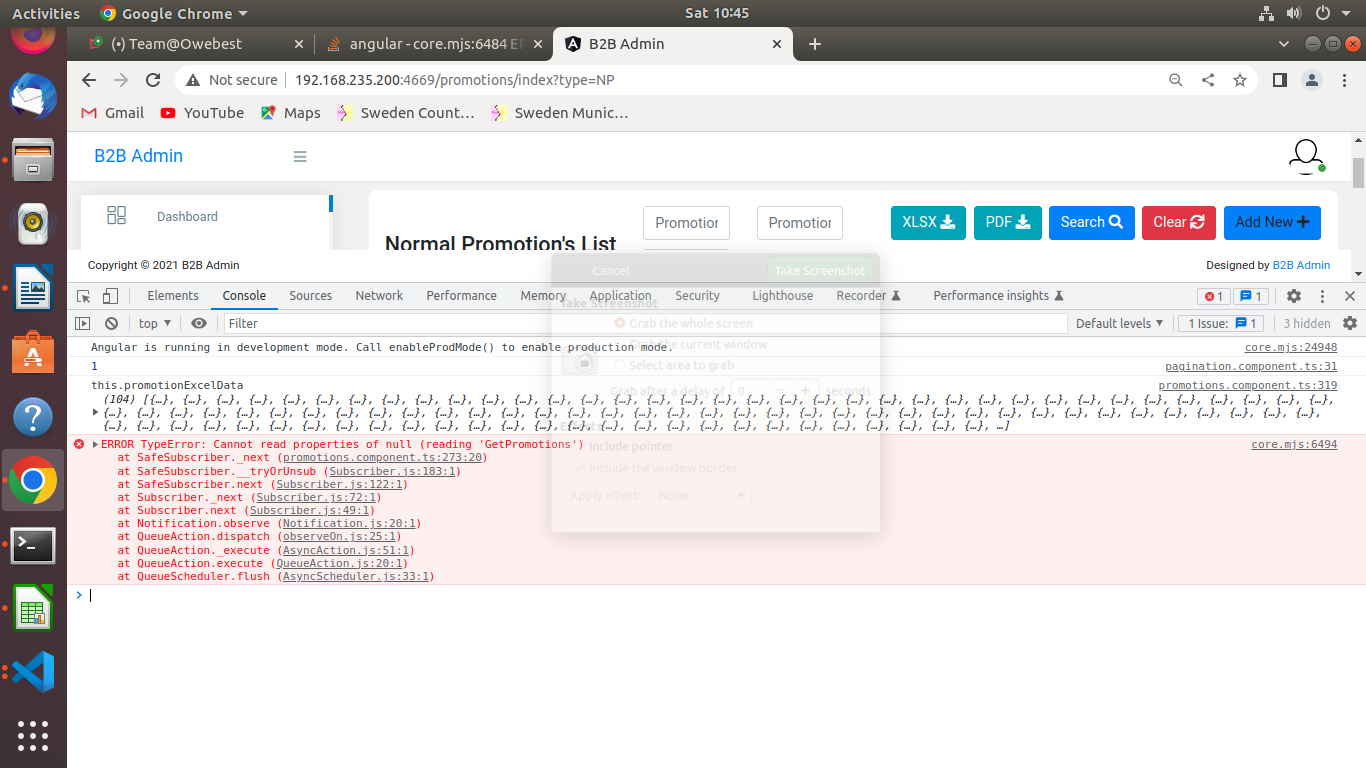 Activities Google Chrome Sat 10:45
(•) Team@Owebest angular - core.mjs:6484 B2B Admin
Not secure 192.168.235.200:4669/promotions/index?type=NP
Gmail YouTube Maps Sweden Count… Sweden Munic…
B2B Admin
Dashboard
Normal Promotion's List
Promotion Promotion XLSX PDF Search Clear Add New
Copyright © 2021 B2B Admin Designed by B2B Admin
Cancel Take Screenshot
Elements Console Sources Network Performance Memory Application Security Lighthouse Recorder Performance insights 1 1
Take Screenshot
top Filter Default levels 1 Issue: 1 3 hidden
Grab the whole screen
Grab the current window
Select area to grab
Grab after a delay of 0 − + seconds
Effects
Include pointer
Include the window border
Apply effect: None
Angular is running in development mode. Call enableProdMode() to enable production mode. core.mjs:24948
1 pagination.component.ts:31
this.promotionExcelData promotions.component.ts:319
(104) [{…}, {…}, {…}, {…}, {…}, {…}, {…}, {…}, {…}, {…}, {…}, {…}, {…}, {…}, {…}, {…}, {…}, {…}, {…}, {…}, {…}, {…}, {…}, {…}, {…}, {…}, {…}, {…}, {…}, {…}, {…}, {…}, {…}, {…}, {…}, {…},
{…}, {…}, {…}, {…}, {…}, {…}, {…}, {…}, {…}, {…}, {…}, {…}, {…}, {…}, {…}, {…}, {…}, {…}, {…}, {…}, {…}, {…}, {…}, {…}, {…}, {…}, {…}, {…}, {…}, {…}, {…}, {…}, {…}, {…}, {…}, {…}, {…},
{…}, {…}, {…}, {…}, {…}, {…}, {…}, {…}, {…}, {…}, {…}, {…}, {…}, {…}, {…}, {…}, {…}, {…}, {…}, {…}, {…}, {…}, {…}, {…}, {…}, {…}, {…}, …]
ERROR TypeError: Cannot read properties of null (reading 'GetPromotions') core.mjs:6494
at SafeSubscriber._next (promotions.component.ts:273:20)
at SafeSubscriber.__tryOrUnsub (Subscriber.js:183:1)
at SafeSubscriber.next (Subscriber.js:122:1)
at Subscriber._next (Subscriber.js:72:1)
at Subscriber.next (Subscriber.js:49:1)
at Notification.observe (Notification.js:20:1)
at QueueAction.dispatch (observeOn.js:25:1)
at QueueAction._execute (AsyncAction.js:51:1)
at QueueAction.execute (QueueAction.js:20:1)
at QueueScheduler.flush (AsyncScheduler.js:33:1)